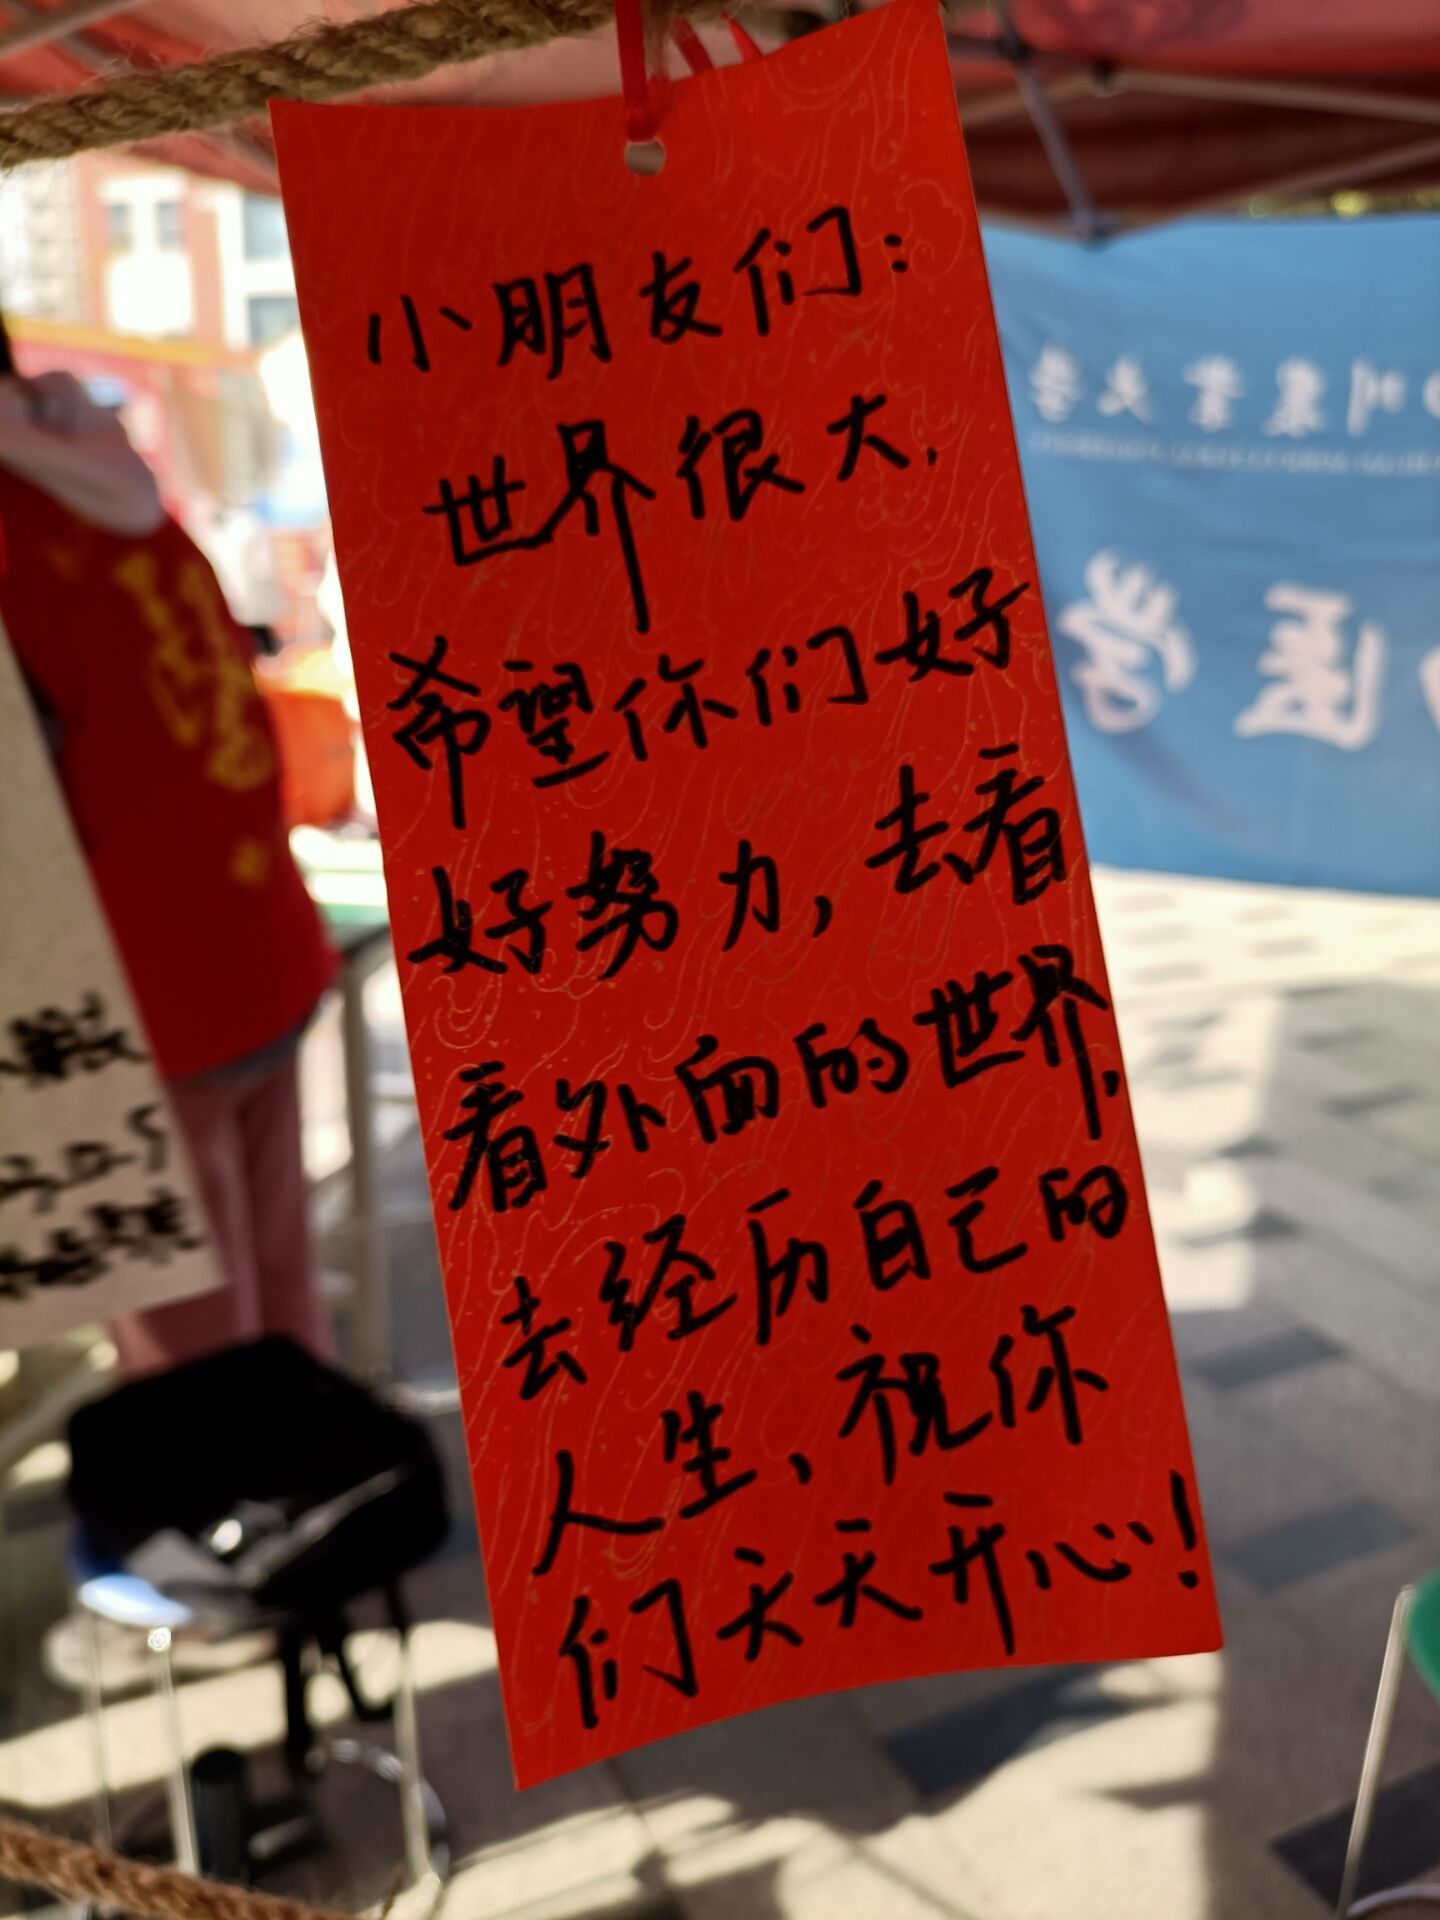 小朋友们：
世界很大，
希望你们好
好努力，去看
看外面的世界，
去经历自己的
人生，祝你
们天天开心！